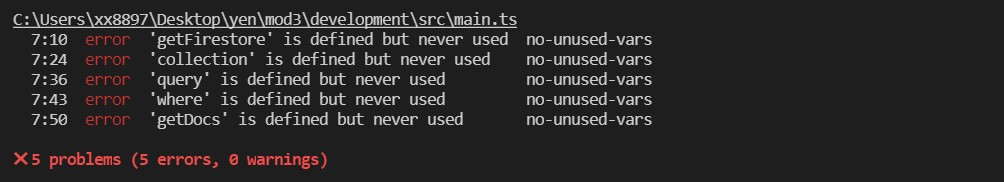 C:\Users\xx8897\Desktop\yen\mod3\development\src\main.ts
7:10 error 'getFirestore' is defined but never used no-unused-vars
7:24 error 'collection' is defined but never used no-unused-vars
7:36 error 'query' is defined but never used no-unused-vars
7:43 error 'where' is defined but never used no-unused-vars
7:50 error 'getDocs' is defined but never used no-unused-vars
❌5 problems (5 errors, 0 warnings)